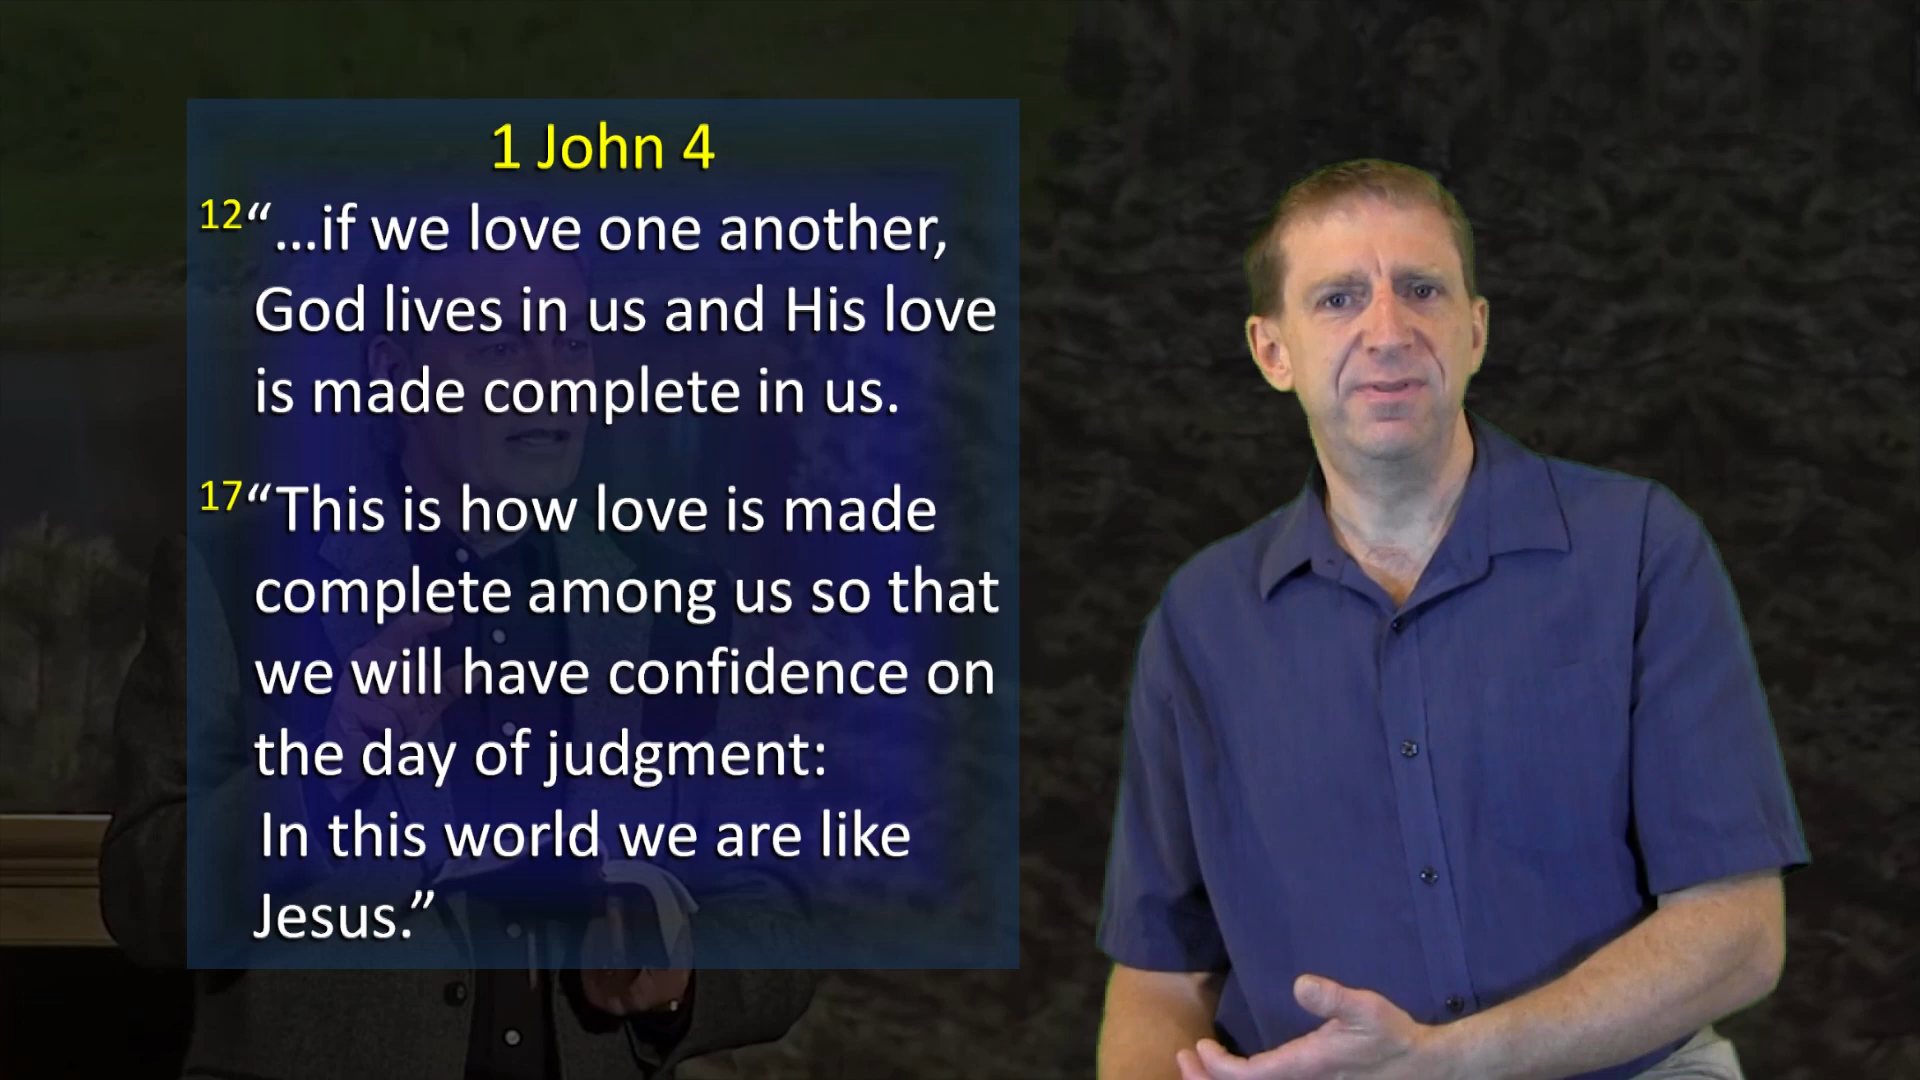 1 John 4
12“…if we love one another,
God lives in us and His love
is made complete in us.
17“This is how love is made
complete among us so that
we will have confidence on
the day of judgment:
In this world we are like
Jesus.”